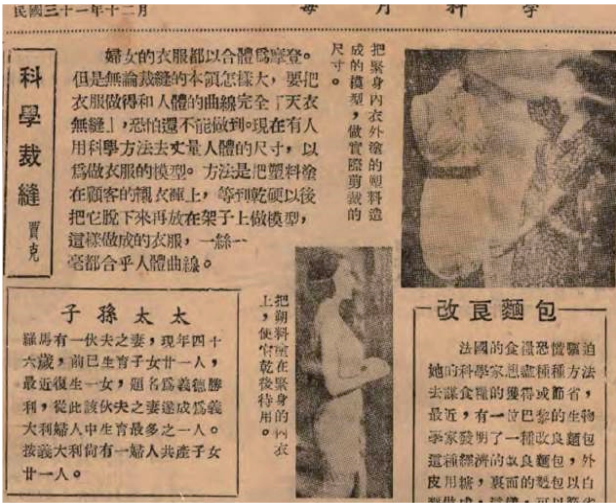 民國三十一年十二月
每 月 科 學
科學裁縫
賈克
婦女的衣服都以合體爲摩登。
但是無論裁縫的本領怎樣大,要把
衣服做得和人體的曲線完全「天衣
無縫」,恐怕還不能做到。現在有人
用科學方法去丈量人體的尺寸,以
爲做衣服的模型。方法是把塑料塗
在顧客的襯衣褲上,等到乾硬以後
把它脫下來再放在架子上做模型,
這樣做成的衣服,一絲一
毫都合乎人體曲線。
把緊身內衣外塗的塑料造
成的模型,做實際剪裁的
尺寸。
把塑料塗在緊身的內衣
上,使它乾後待用。
子孫太太
羅馬有一伏夫之妻,現年四十
六歲,前已生育子女廿一人,
最近復生一女,題名爲義德勝
利,從此該伏夫之妻遂成爲義
大利婦人中生育最多之一人。
按義大利尙有一婦人共產子女
廿一人。
改良麵包
法國的食糧恐慌驅迫
她的科學家想盡種種方法
去謀食糧的獲得或節省,
最近,有一位巴黎的生物
學家發明了一種改良麵包
這種經濟的改良麵包,外
皮用糖,裏面的麵包以白